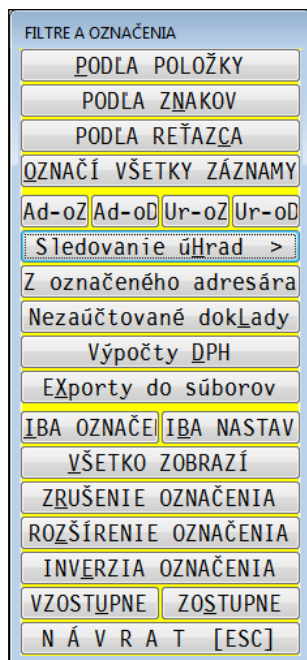 FILTRE A OZNAČENIA
PODĽA POLOŽKY
PODĽA ZNAKOV
PODĽA REŤAZCA
OZNAČÍ VŠETKY ZÁZNAMY
Ad-oZ Ad-oD Ur-oZ Ur-oD
Sledovanie úHrad >
Z označeného adresára
Nezaúčtované dokLady
Výpočty DPH
EXporty do súborov
IBA OZNAČE IBA NASTAV
VŠETKO ZOBRAZÍ
ZRUŠENIE OZNAČENIA
ROZŠÍRENIE OZNAČENIA
INVERZIA OZNAČENIA
VZOSTUPNE ZOSTUPNE
N Á V R A T [ESC]